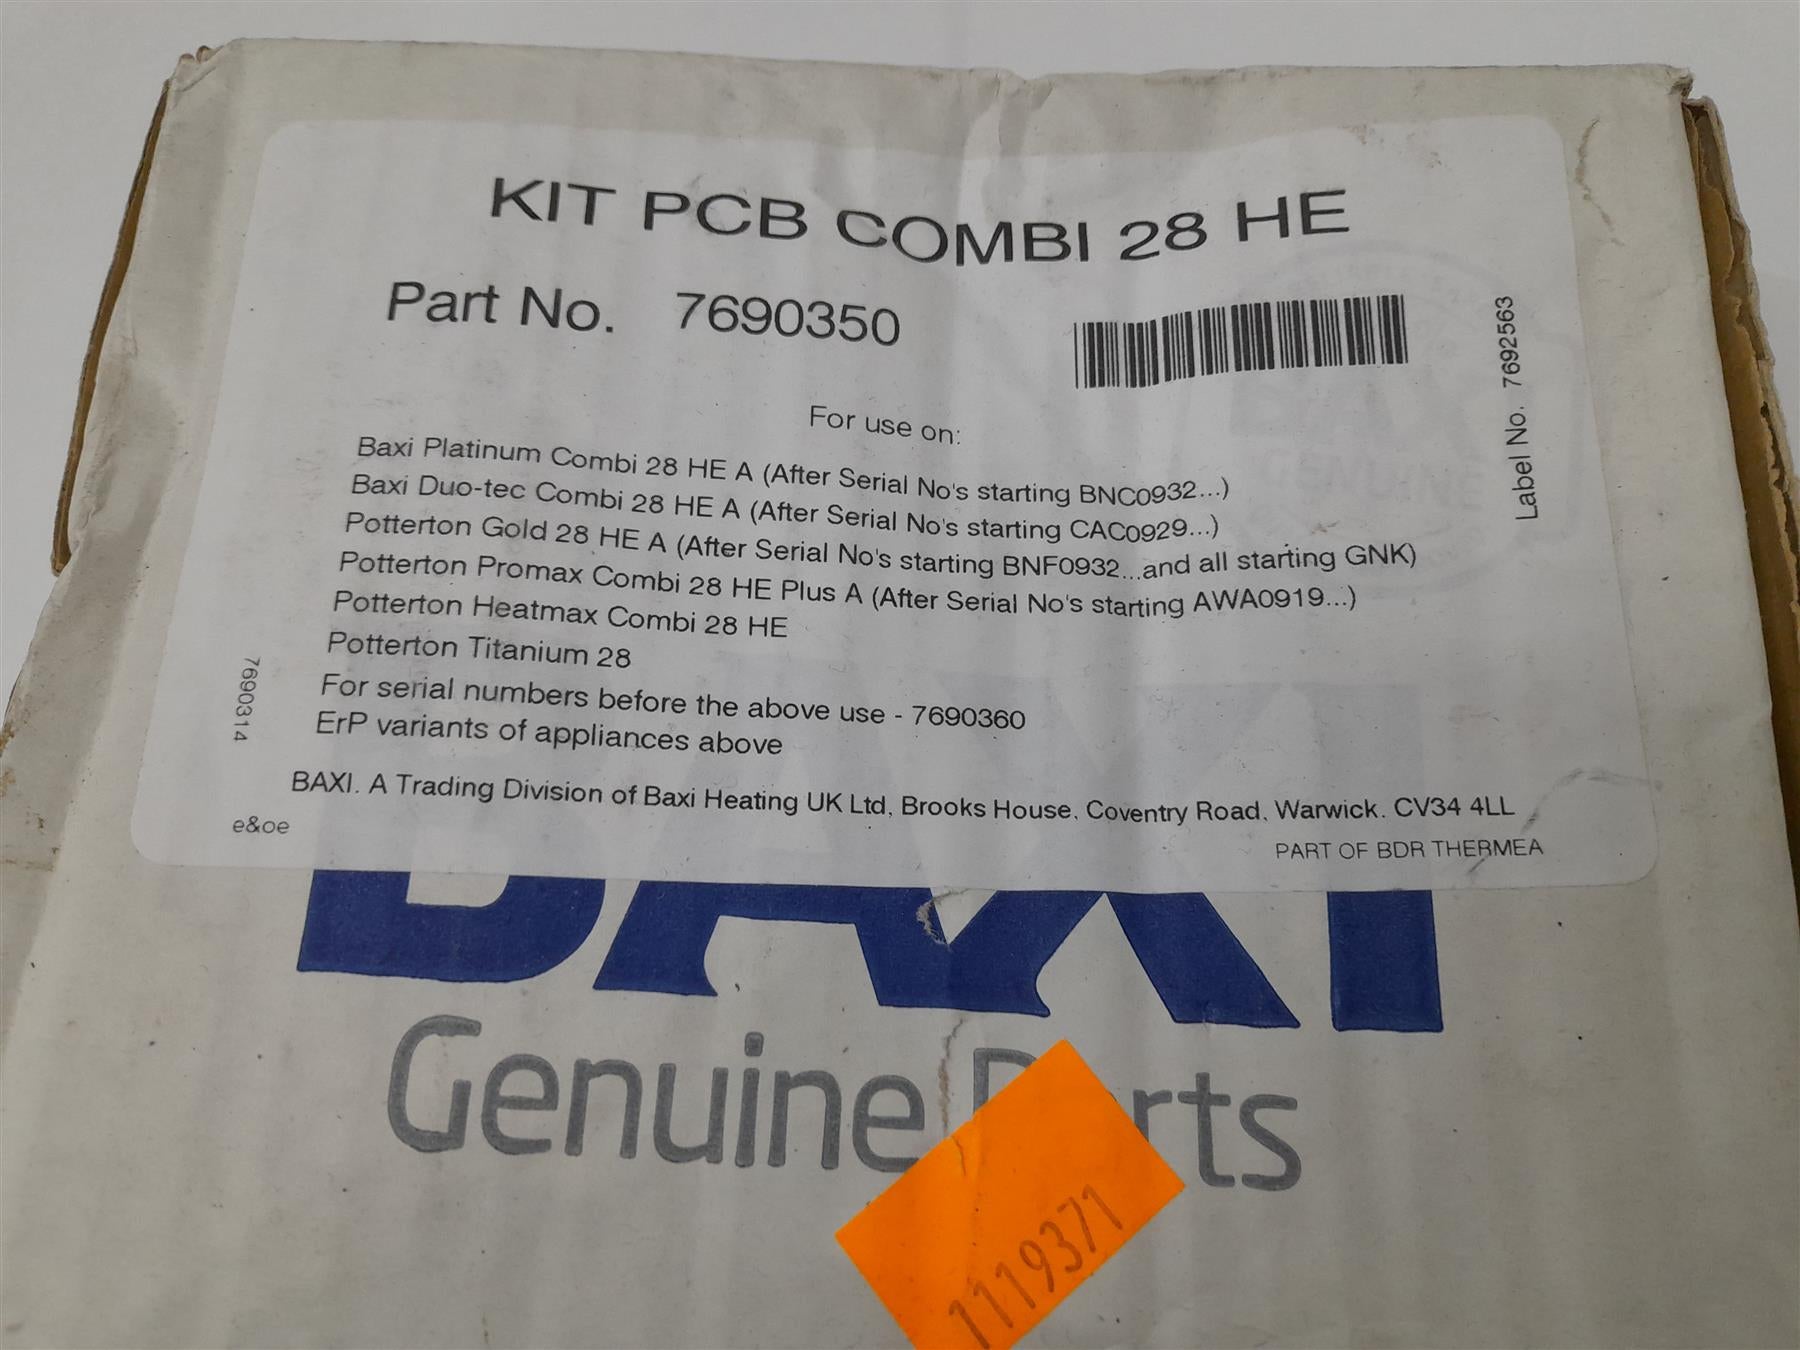 KIT PCB COMBI 28 HE
Part No. 7690350
Label No. 7692563
For use on:
Baxi Platinum Combi 28 HE A (After Serial No's starting BNC0932...)
Baxi Duo-tec Combi 28 HE A (After Serial No's starting CAC0929...)
Potterton Gold 28 HE A (After Serial No's starting BNF0932...and all starting GNK)
Potterton Promax Combi 28 HE Plus A (After Serial No's starting AWA0919...)
Potterton Heatmax Combi 28 HE
Potterton Titanium 28
For serial numbers before the above use - 7690360
ErP variants of appliances above
7690314
BAXI. A Trading Division of Baxi Heating UK Ltd, Brooks House, Coventry Road, Warwick. CV34 4LL
e&oe
PART OF BDR THERMEA
BAXI
Genuine Parts
1119371